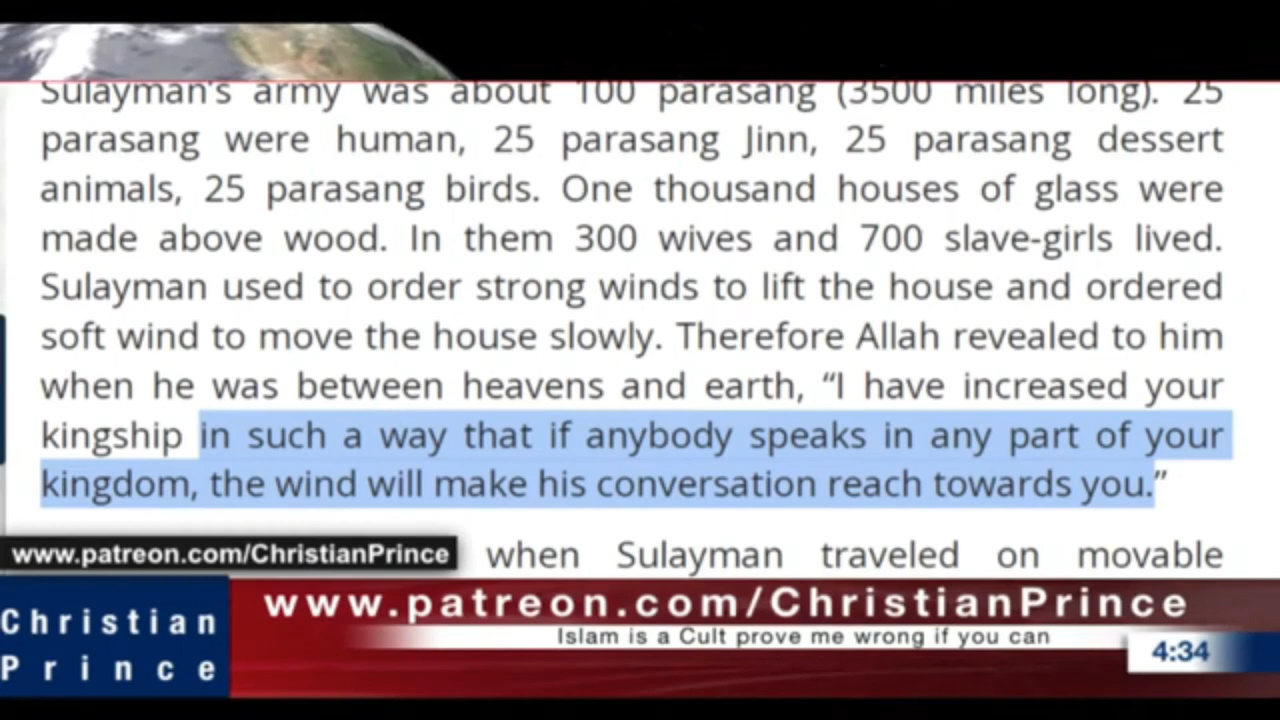 Sulayman's army was about 100 parasang (3500 miles long). 25
parasang were human, 25 parasang Jinn, 25 parasang dessert
animals, 25 parasang birds. One thousand houses of glass were
made above wood. In them 300 wives and 700 slave-girls lived.
Sulayman used to order strong winds to lift the house and ordered
soft wind to move the house slowly. Therefore Allah revealed to him
when he was between heavens and earth, “I have increased your
kingship in such a way that if anybody speaks in any part of your
kingdom, the wind will make his conversation reach towards you.”
www.patreon.com/ChristianPrince when Sulayman traveled on movable
www.patreon.com/ChristianPrince
Islam is a Cult prove me wrong if you can
Christian
Prince
4:34